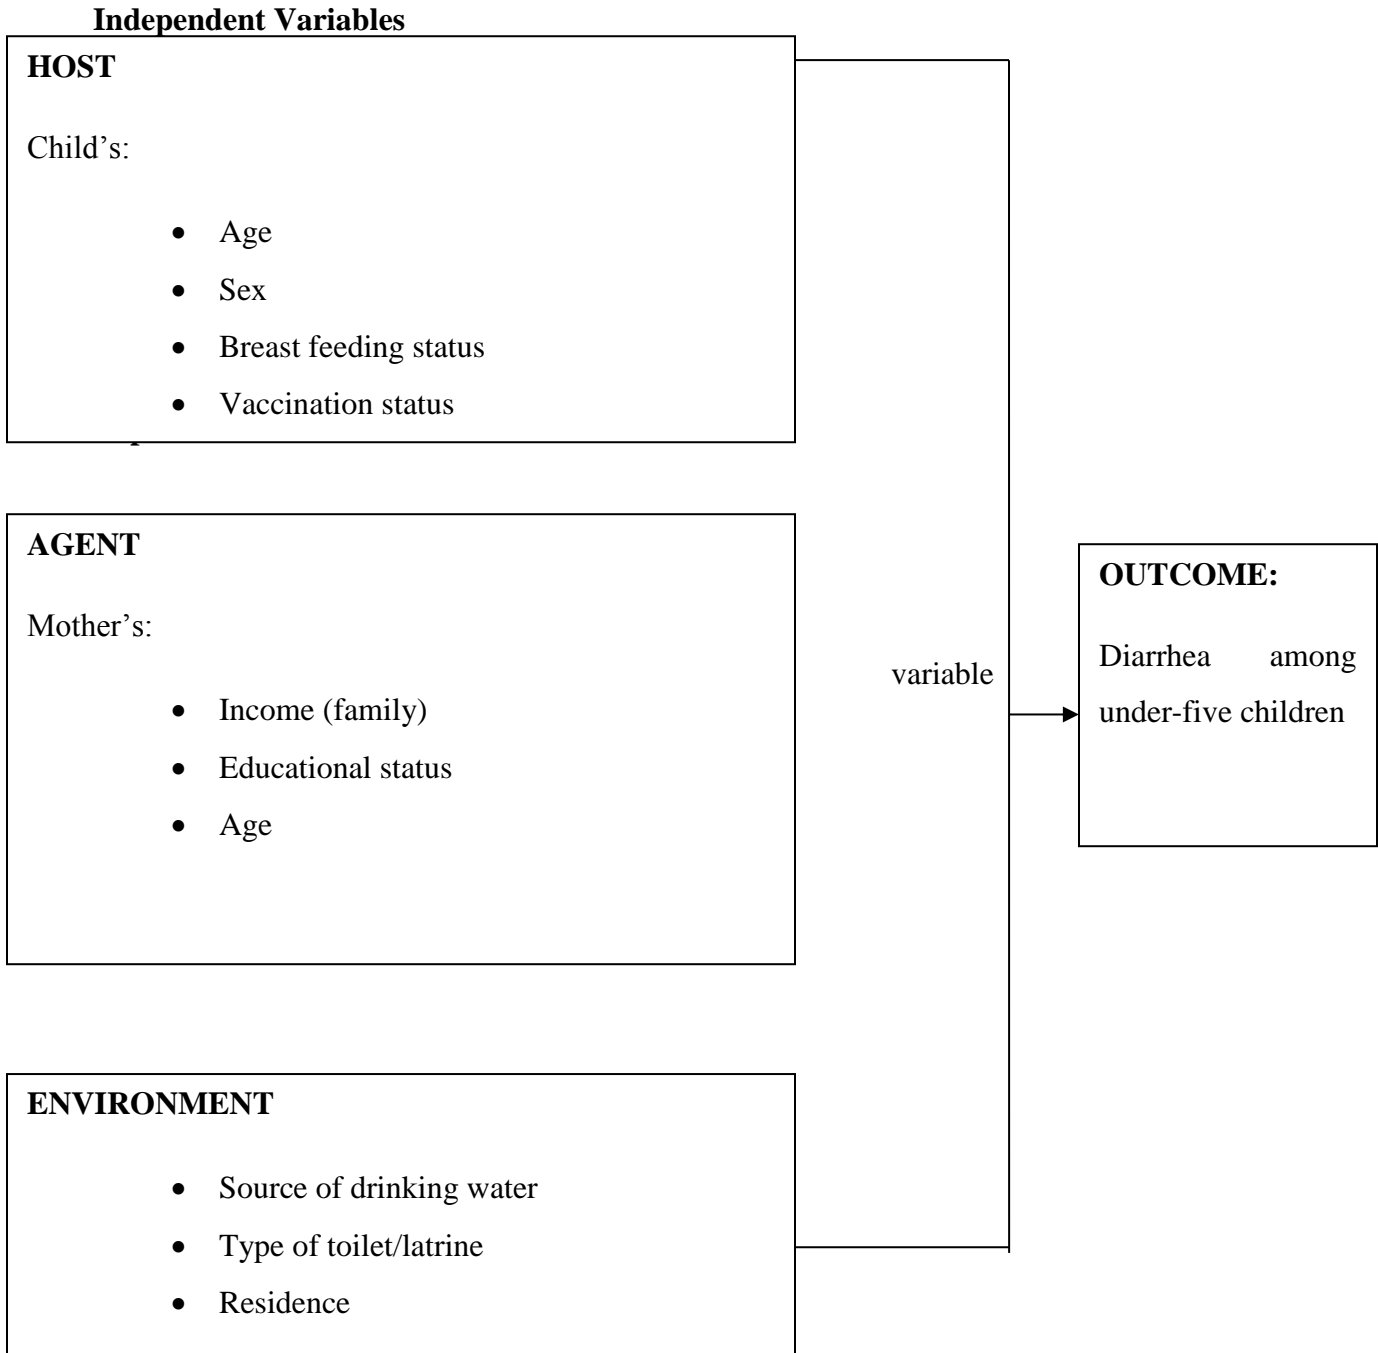 Independent Variables
HOST
Child’s:
• Age
• Sex
• Breast feeding status
• Vaccination status
AGENT
Mother’s:
• Income (family)
• Educational status
• Age
variable
OUTCOME:
Diarrhea among
under-five children
ENVIRONMENT
• Source of drinking water
• Type of toilet/latrine
• Residence